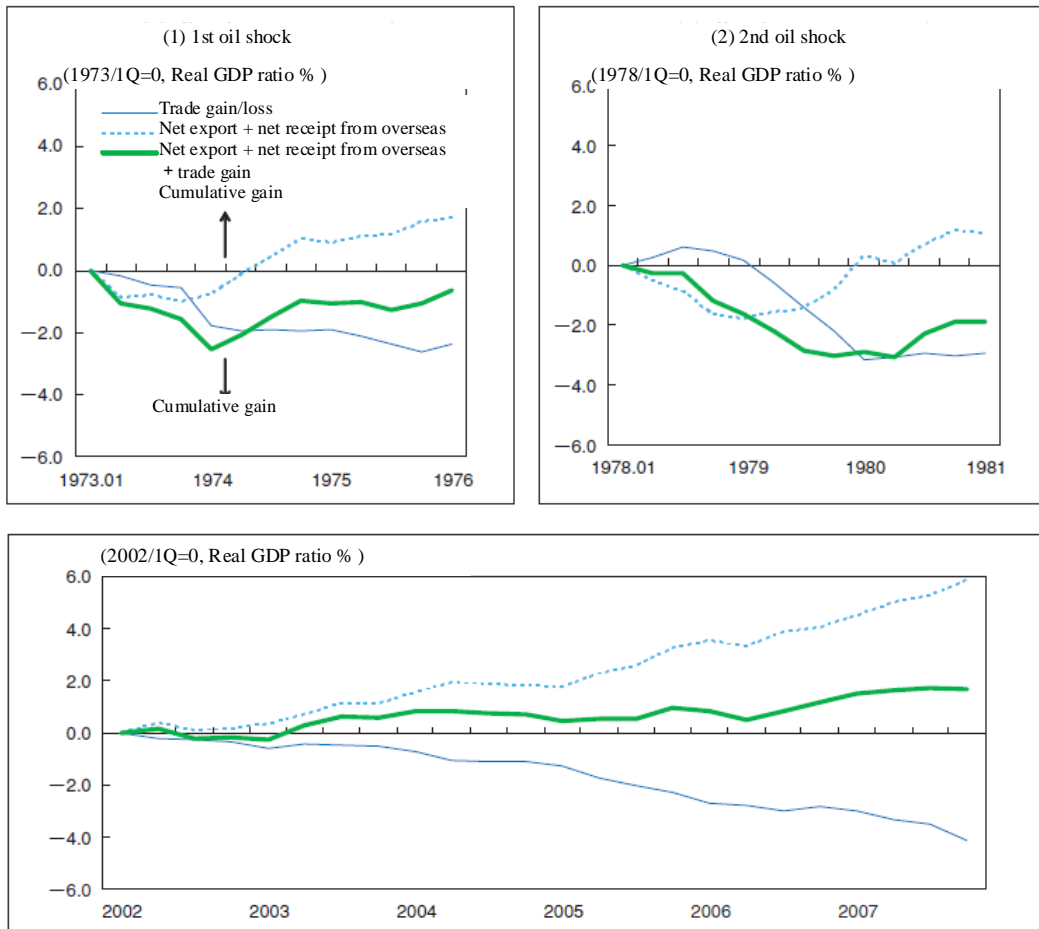 (1) 1st oil shock
(1973/1Q=0, Real GDP ratio % )
6.0
4.0
2.0
0.0
−2.0
−4.0
−6.0
Trade gain/loss
Net export + net receipt from overseas
Net export + net receipt from overseas
+ trade gain
Cumulative gain
Cumulative gain
1973.01 1974 1975 1976
(2) 2nd oil shock
(1978/1Q=0, Real GDP ratio % )
6.0
4.0
2.0
0.0
−2.0
−4.0
−6.0
1978.01 1979 1980 1981
(2002/1Q=0, Real GDP ratio % )
6.0
4.0
2.0
0.0
−2.0
−4.0
−6.0
2002 2003 2004 2005 2006 2007